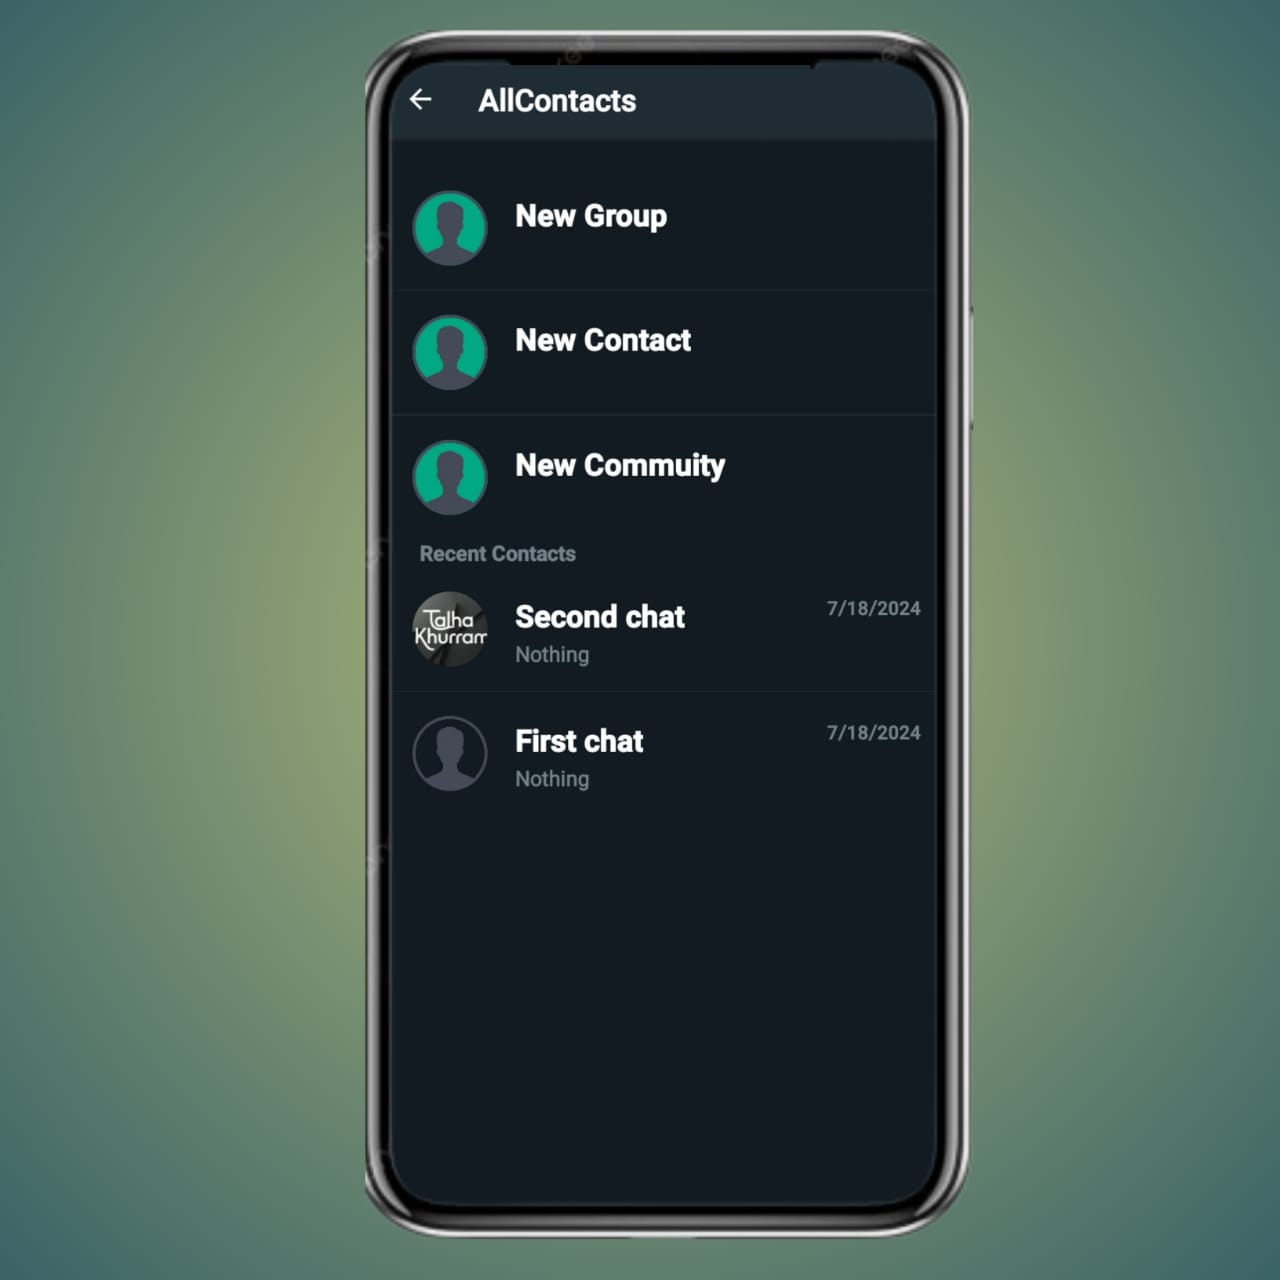 AllContacts
New Group
New Contact
New Commuity
Recent Contacts
Talha
Khurram
Second chat
7/18/2024
Nothing
First chat
7/18/2024
Nothing